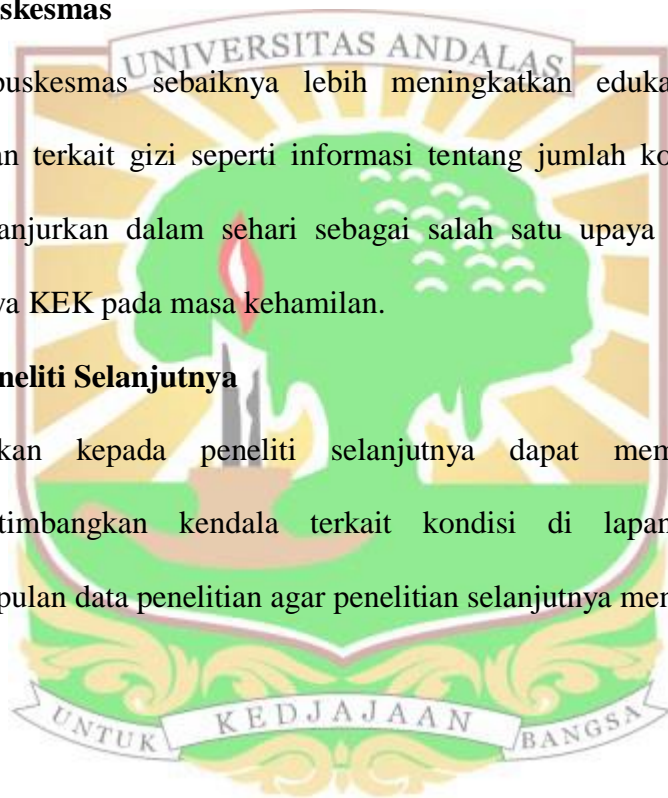 uskesmas
UNIVERSITAS ANDALAS
puskesmas sebaiknya lebih meningkatkan eduka
an terkait gizi seperti informasi tentang jumlah ko
anjurkan dalam sehari sebagai salah satu upaya
ya KEK pada masa kehamilan.
neliti Selanjutnya
kan kepada peneliti selanjutnya dapat mem
timbangkan kendala terkait kondisi di lapan
pulan data penelitian agar penelitian selanjutnya men
UNTUK KEDJAJAAN BANGSA